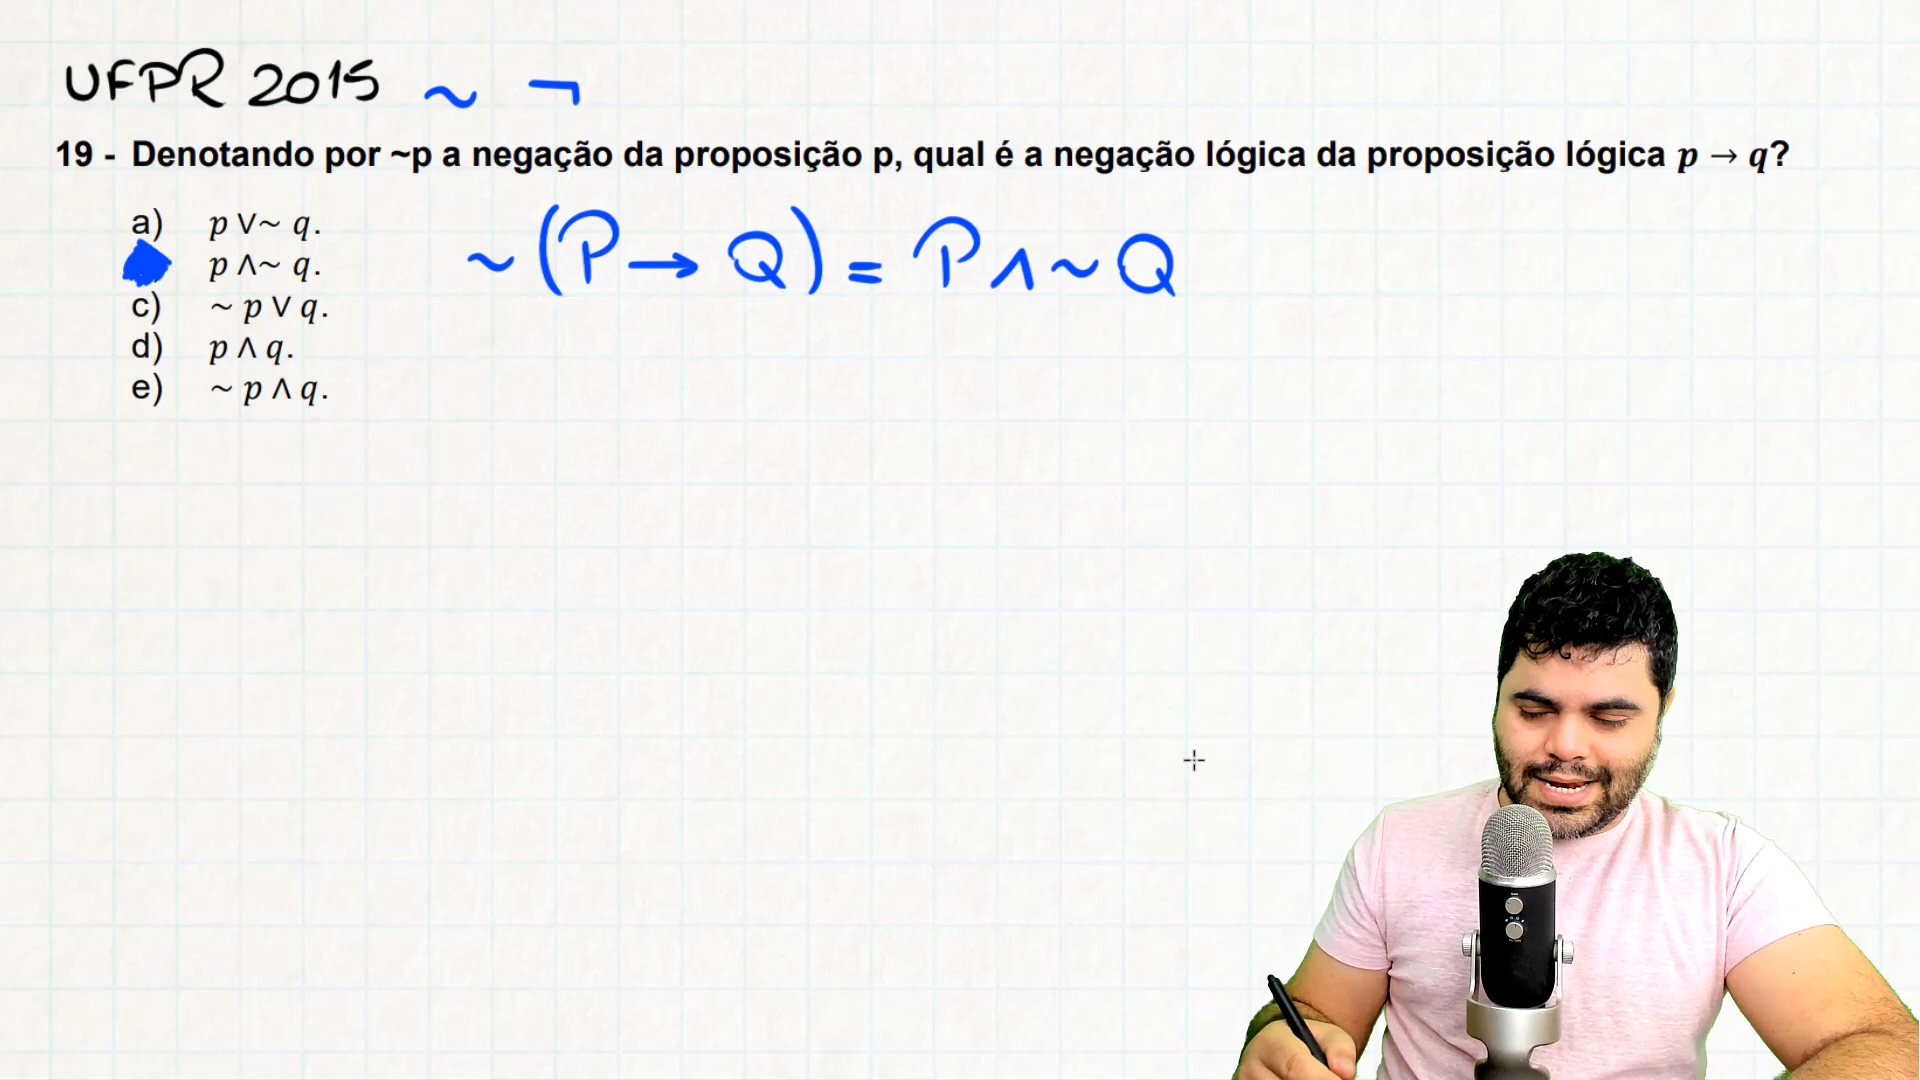 UFPR 2015 ~ ¬
19 - Denotando por ~p a negação da proposição p, qual é a negação lógica da proposição lógica p → q?
a) p ∨~ q.
p ∧~ q.
c) ~ p ∨ q.
d) p ∧ q.
e) ~ p ∧ q.
~(P → Q) = P ∧ ~ Q